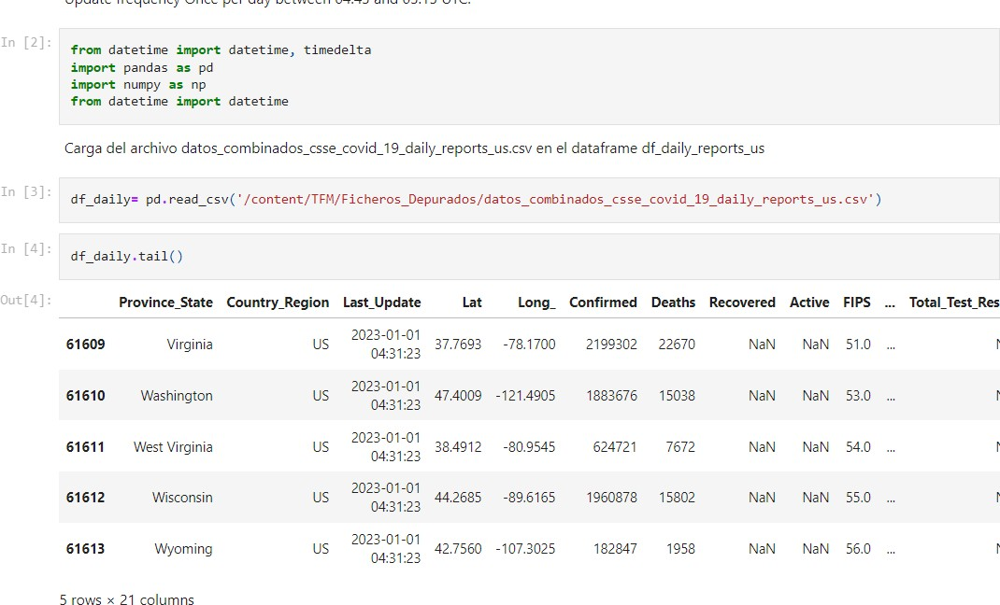 Update frequency Once per day between 04:45 and 05:15 UTC.
In [2]:
from datetime import datetime, timedelta
import pandas as pd
import numpy as np
from datetime import datetime
Carga del archivo datos_combinados_csse_covid_19_daily_reports_us.csv en el dataframe df_daily_reports_us
In [3]:
df_daily= pd.read_csv('/content/TFM/Ficheros_Depurados/datos_combinados_csse_covid_19_daily_reports_us.csv')
In [4]:
df_daily.tail()
Out[4]:
Province_State Country_Region Last_Update Lat Long_ Confirmed Deaths Recovered Active FIPS ... Total_Test_Res
61609 Virginia US 2023-01-01 04:31:23 37.7693 -78.1700 2199302 22670 NaN NaN 51.0 ...
61610 Washington US 2023-01-01 04:31:23 47.4009 -121.4905 1883676 15038 NaN NaN 53.0 ...
61611 West Virginia US 2023-01-01 04:31:23 38.4912 -80.9545 624721 7672 NaN NaN 54.0 ...
61612 Wisconsin US 2023-01-01 04:31:23 44.2685 -89.6165 1960878 15802 NaN NaN 55.0 ...
61613 Wyoming US 2023-01-01 04:31:23 42.7560 -107.3025 182847 1958 NaN NaN 56.0 ...
5 rows × 21 columns